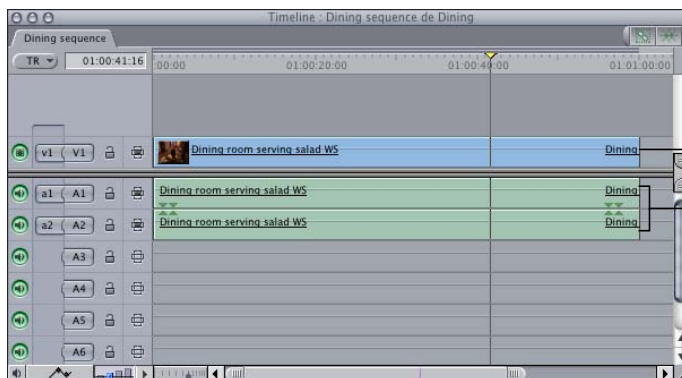 Timeline : Dining sequence de Dining
Dining sequence
TR 01:00:41:16 :00:00 01:00:20:00 01:00:40:00 01:01:00:00
v1 V1 Dining room serving salad WS Dining
a1 A1 Dining room serving salad WS Dining
a2 A2 Dining room serving salad WS Dining
A3
A4
A5
A6